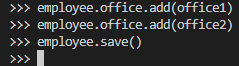 >>> employee.office.add(office1)
>>> employee.office.add(office2)
>>> employee.save()
>>>